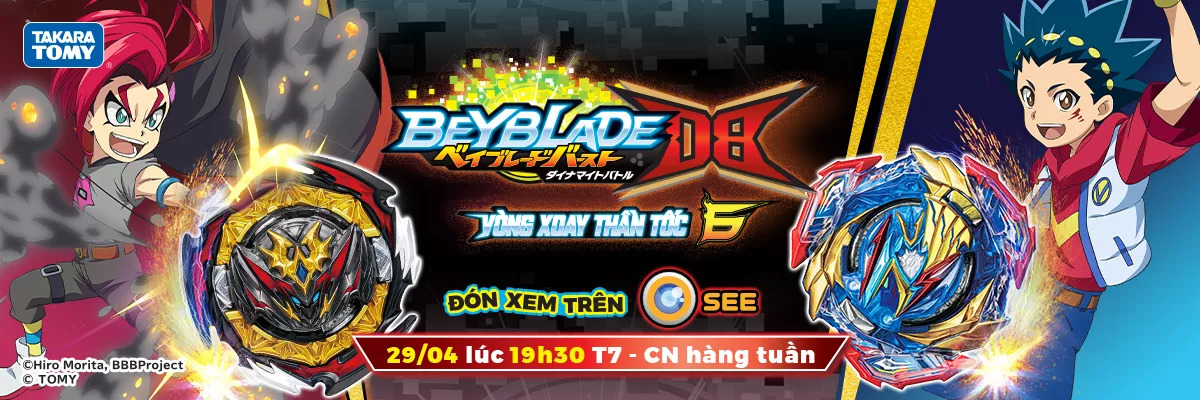 TAKARA
TOMY
BEYBLADE DB
ベイブレードバースト
ダイナマイトバトル
VÒNG XOAY THẦN TỐC 6
ĐÓN XEM TRÊN SEE
29/04 lúc 19h30 T7 - CN hàng tuần
©Hiro Morita, BBBProject
© TOMY